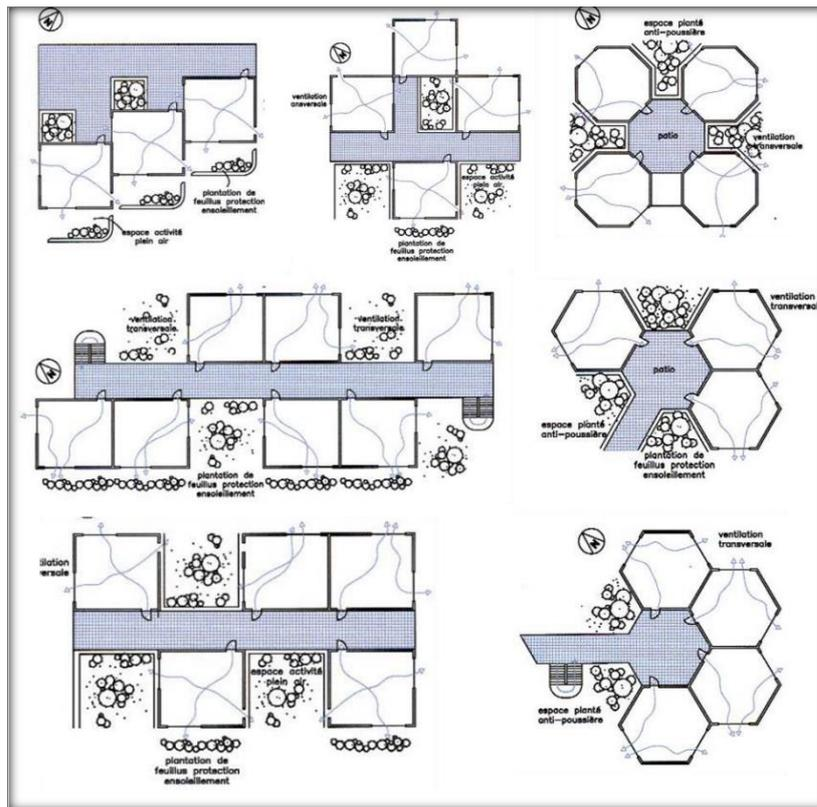 plantation de
feuillus protection
ensoleillement
espace activité
plein air
ventilation
ansversale
espace activité
plein air
plantation de
feuillus protection
ensoleillement
espace planté
anti-poussière
patio
ventilation
transversale
ventilation
transversale
ventilation
transversale
plantation de
feuillus protection
ensoleillement
ventilation
transversale
patio
espace planté
anti-poussière
plantation de
feuillus protection
ensoleillement
tilation
versale
espace activité
plein air
plantation de
feuillus protection
ensoleillement
ventilation
transversale
espace planté
anti-poussière